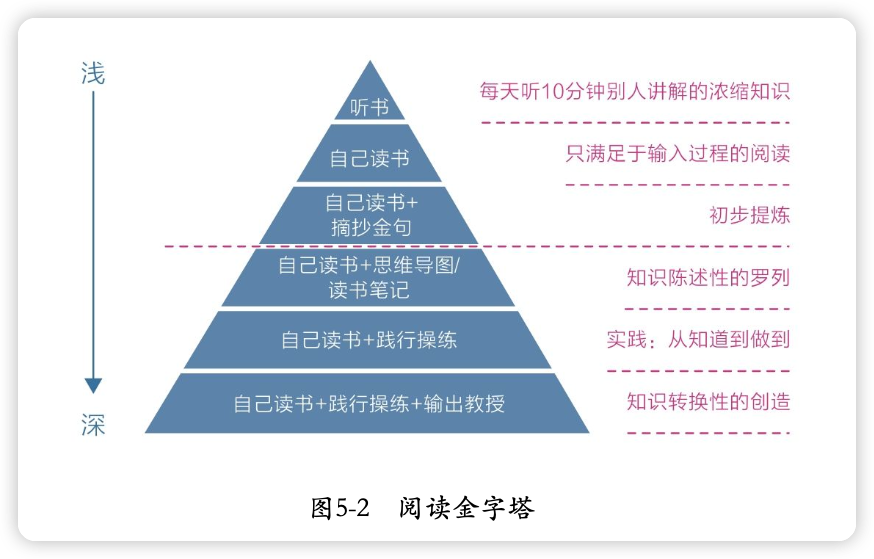 浅
听书
每天听10分钟别人讲解的浓缩知识
自己读书
只满足于输入过程的阅读
自己读书+
摘抄金句
初步提炼
自己读书+思维导图/
读书笔记
知识陈述性的罗列
自己读书+践行操练
实践：从知道到做到
自己读书+践行操练+输出教授
知识转换性的创造
深
图5-2 阅读金字塔